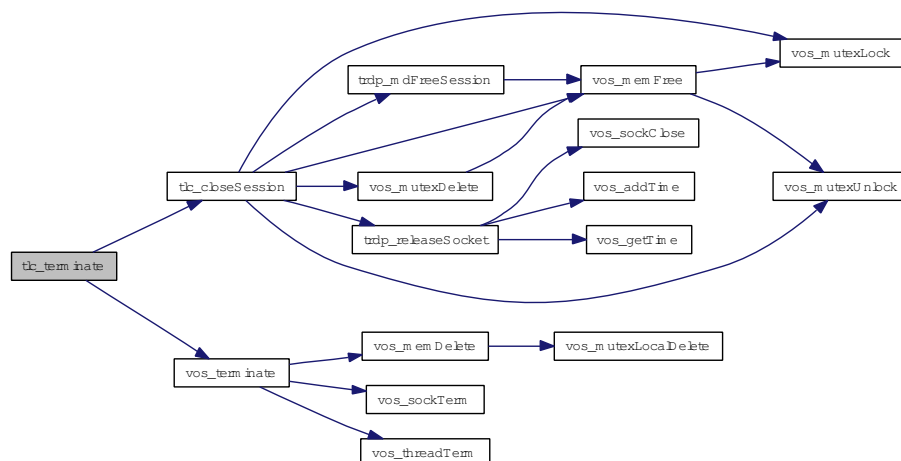 vos_mutexLock
trdp_mdFreeSession
vos_memFree
vos_sockClose
tlc_closeSession
vos_mutexDelete
vos_addTime
vos_mutexUnlock
trdp_releaseSocket
vos_getTime
tlc_terminate
vos_memDelete
vos_mutexLocalDelete
vos_terminate
vos_sockTerm
vos_threadTerm